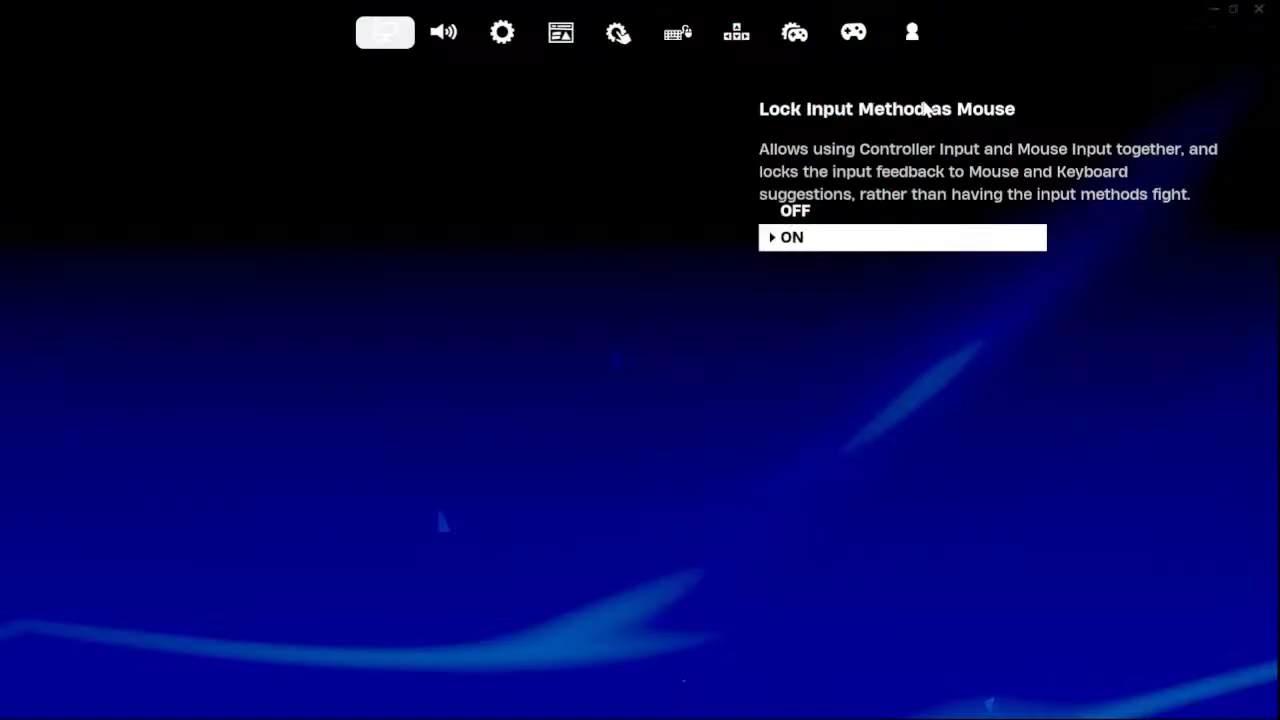 Lock Input Method as Mouse
Allows using Controller Input and Mouse Input together, and
locks the input feedback to Mouse and Keyboard
suggestions, rather than having the input methods fight.
OFF
ON